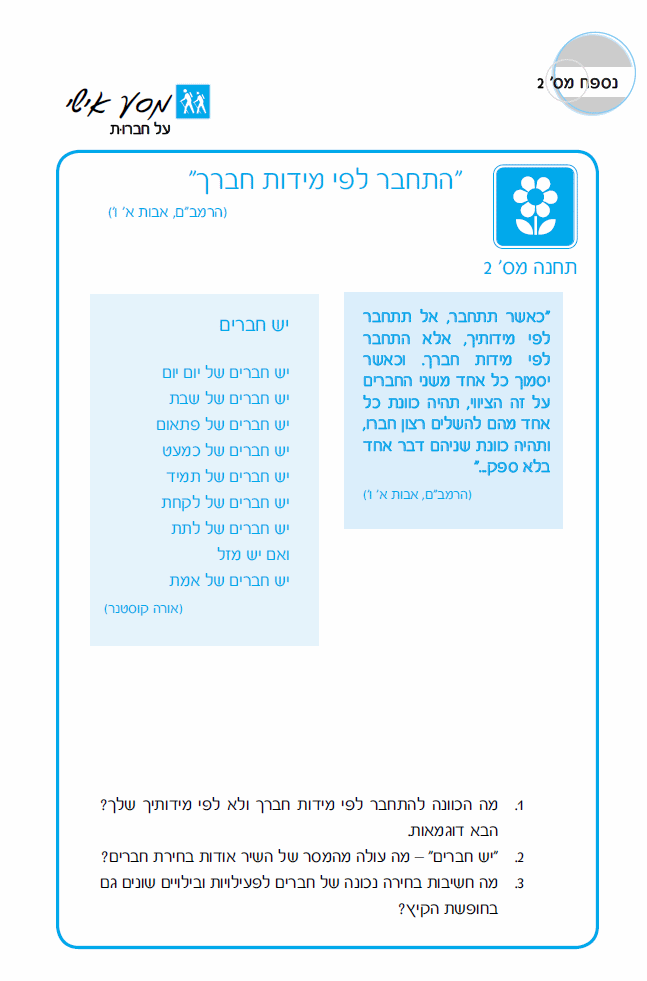 נספח מס' 2
מסע אישי
על חברות
"התחבר לפי מידות חברך"
(הרמב"ם, אבות א' ו')
תחנה מס' 2
"כאשר תתחבר, אל תתחבר
לפי מידותיך, אלא התחבר
לפי מידות חברך. וכאשר
יסמוך כל אחד משני החברים
על זה הציווי, תהיה כוונת כל
אחד מהם להשלים רצון חברו,
ותהיה כוונת שניהם דבר אחד
בלא ספק..."
(הרמב"ם, אבות א' ו')
יש חברים
יש חברים של יום יום
יש חברים של שבת
יש חברים של פתאום
יש חברים של כמעט
יש חברים של תמיד
יש חברים של לקחת
יש חברים של לתת
ואם יש מזל
יש חברים של אמת
(אורה קוסטנר)
1. מה הכוונה להתחבר לפי מידות חברך ולא לפי מידותיך שלך?
הבא דוגמאות.
2. "יש חברים" – מה עולה מהמסר של השיר אודות בחירת חברים?
3. מה חשיבות בחירה נכונה של חברים לפעילויות ובילויים שונים גם
בחופשת הקיץ?